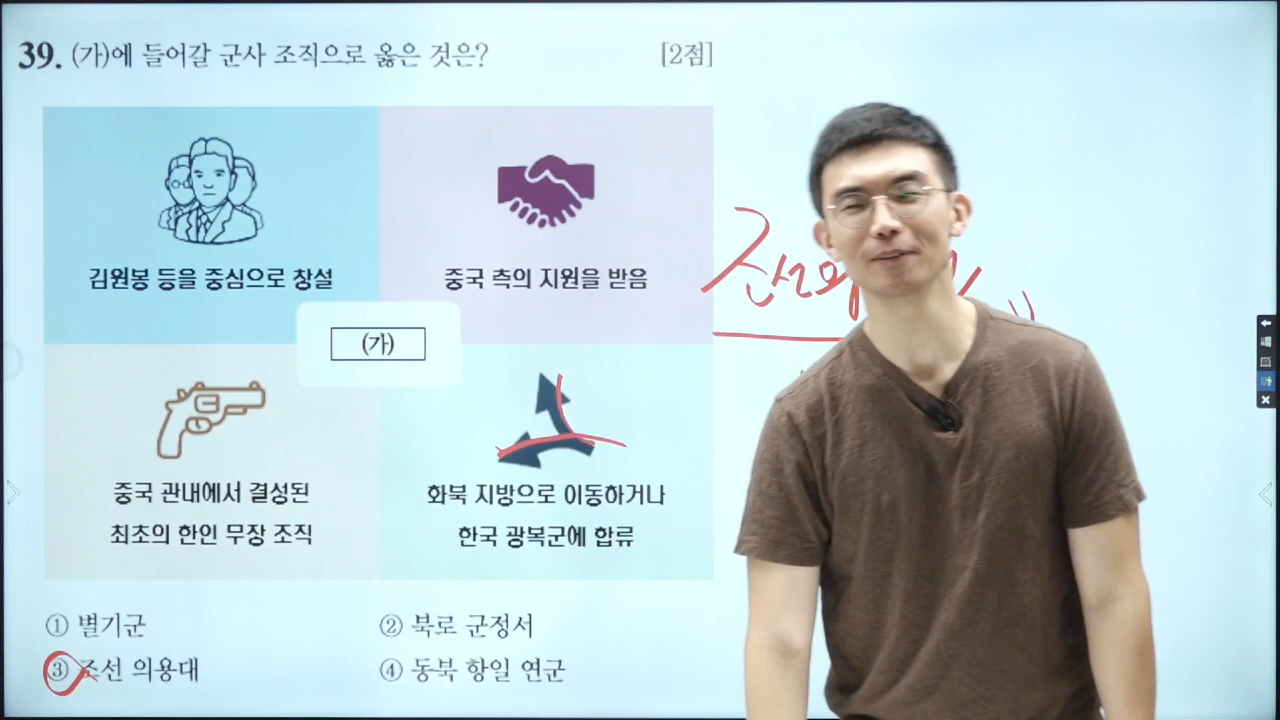 39. (가)에 들어갈 군사 조직으로 옳은 것은? [2점]
김원봉 등을 중심으로 창설
중국 측의 지원을 받음
(가)
중국 관내에서 결성된
최초의 한인 무장 조직
화북 지방으로 이동하거나
한국 광복군에 합류
① 별기군
② 북로 군정서
③ 조선 의용대
④ 동북 항일 연군